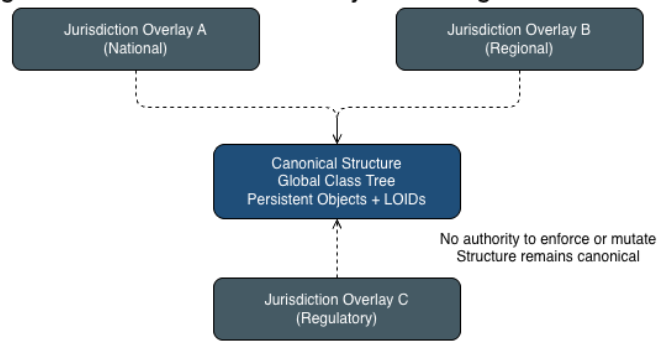 Jurisdiction Overlay A
(National)
Jurisdiction Overlay B
(Regional)
Canonical Structure
Global Class Tree
Persistent Objects + LOIDs
No authority to enforce or mutate
Structure remains canonical
Jurisdiction Overlay C
(Regulatory)